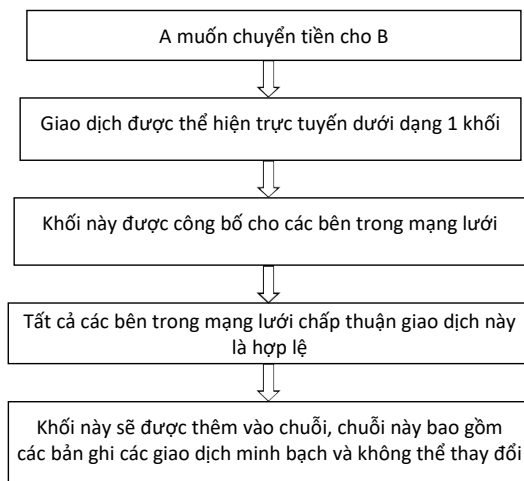 A muốn chuyển tiền cho B
Giao dịch được thể hiện trực tuyến dưới dạng 1 khối
Khối này được công bố cho các bên trong mạng lưới
Tất cả các bên trong mạng lưới chấp thuận giao dịch này
là hợp lệ
Khối này sẽ được thêm vào chuỗi, chuỗi này bao gồm
các bản ghi các giao dịch minh bạch và không thể thay đổi